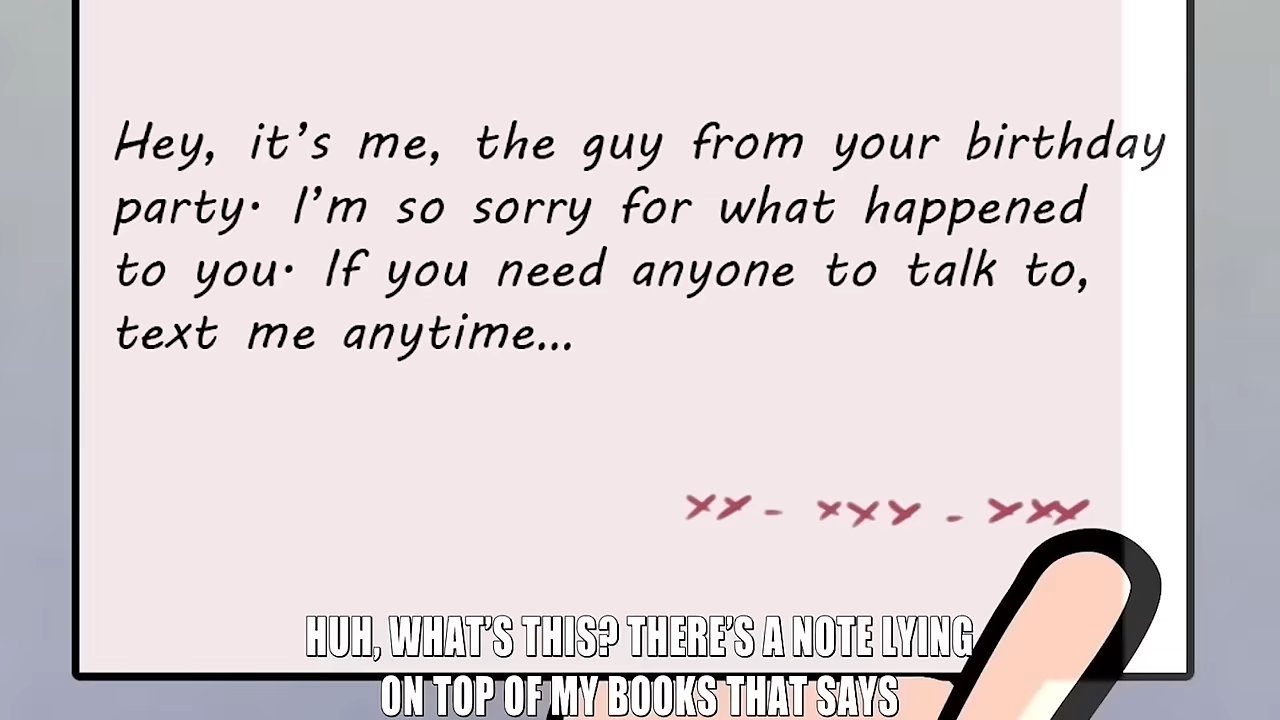 Hey, it's me, the guy from your birthday
party. I'm so sorry for what happened
to you. If you need anyone to talk to,
text me anytime...
xx - xxx - xxx
HUH, WHAT'S THIS? THERE'S A NOTE LYING
ON TOP OF MY BOOKS THAT SAYS